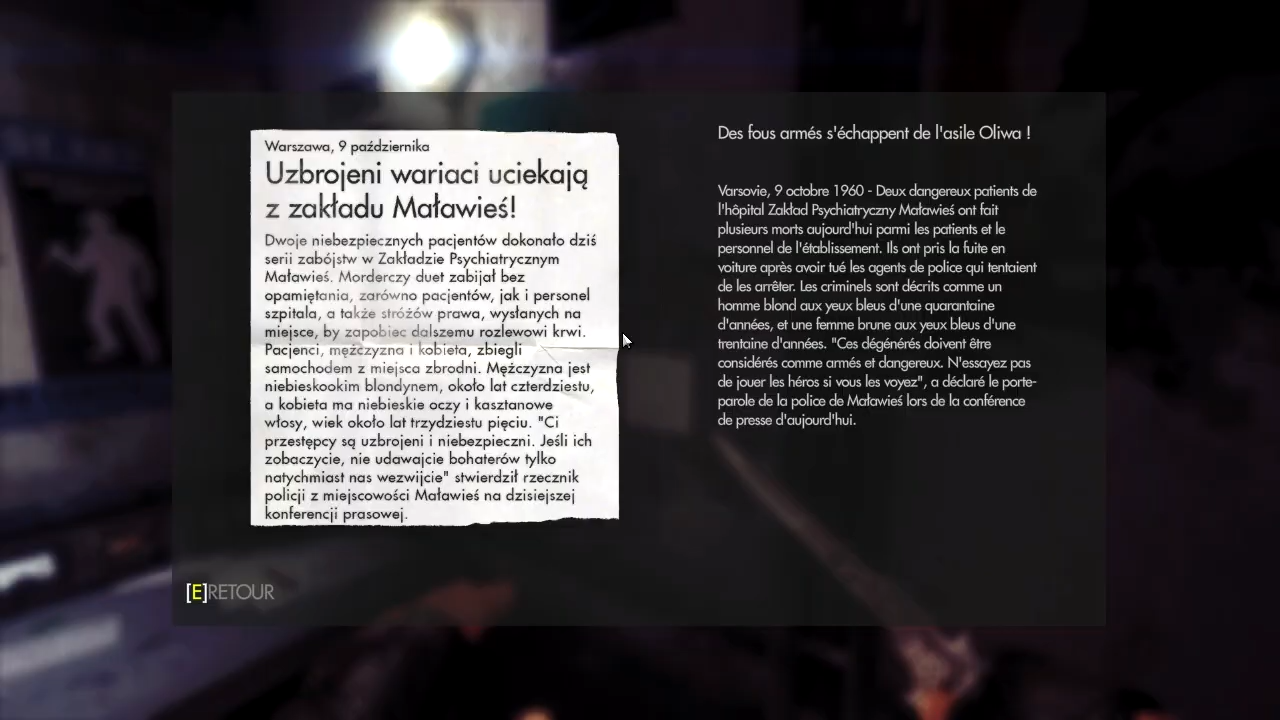 Warszawa, 9 października
Uzbrojeni wariaci uciekają
z zakładu Maławieś!
Dwoje niebezpiecznych pacjentów dokonało dziś
serii zabójstw w Zakładzie Psychiatrycznym
Maławieś. Morderczy duet zabijał bez
opamiętania, zarówno pacjentów, jak i personel
szpitala, a także stróżów prawa, wysłanych na
miejsce, by zapobiec dalszemu rozlewowi krwi.
Pacjenci, mężczyzna i kobieta, zbiegli
samochodem z miejsca zbrodni. Mężczyzna jest
niebieskookim blondynem, około lat czterdziestu,
a kobieta ma niebieskie oczy i kasztanowe
włosy, wiek około lat trzydziestu pięciu. "Ci
przestępcy są uzbrojeni i niebezpieczni. Jeśli ich
zobaczycie, nie udawajcie bohaterów tylko
natychmiast nas wezwijcie" stwierdził rzecznik
policji z miejscowości Maławieś na dzisiejszej
konferencji prasowej.
Des fous armés s'échappent de l'asile Oliwa !
Varsovie, 9 octobre 1960 - Deux dangereux patients de
l'hôpital Zakład Psychiatryczny Maławieś ont fait
plusieurs morts aujourd'hui parmi les patients et le
personnel de l'établissement. Ils ont pris la fuite en
voiture après avoir tué les agents de police qui tentaient
de les arrêter. Les criminels sont décrits comme un
homme blond aux yeux bleus d'une quarantaine
d'années, et une femme brune aux yeux bleus d'une
trentaine d'années. "Ces dégénérés doivent être
considérés comme armés et dangereux. N'essayez pas
de jouer les héros si vous les voyez", a déclaré le porte-
parole de la police de Maławieś lors de la conférence
de presse d'aujourd'hui.
[E]RETOUR